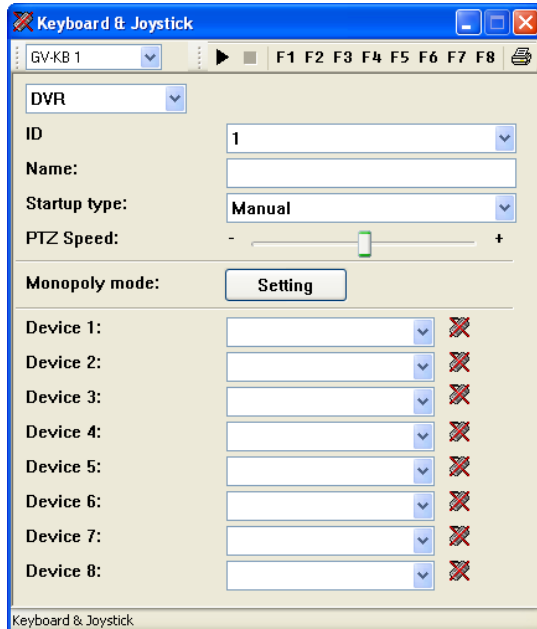 Keyboard & Joystick
GV-KB 1 F1 F2 F3 F4 F5 F6 F7 F8
DVR
ID 1
Name:
Startup type: Manual
PTZ Speed: - +
Monopoly mode: Setting
Device 1:
Device 2:
Device 3:
Device 4:
Device 5:
Device 6:
Device 7:
Device 8:
Keyboard & Joystick